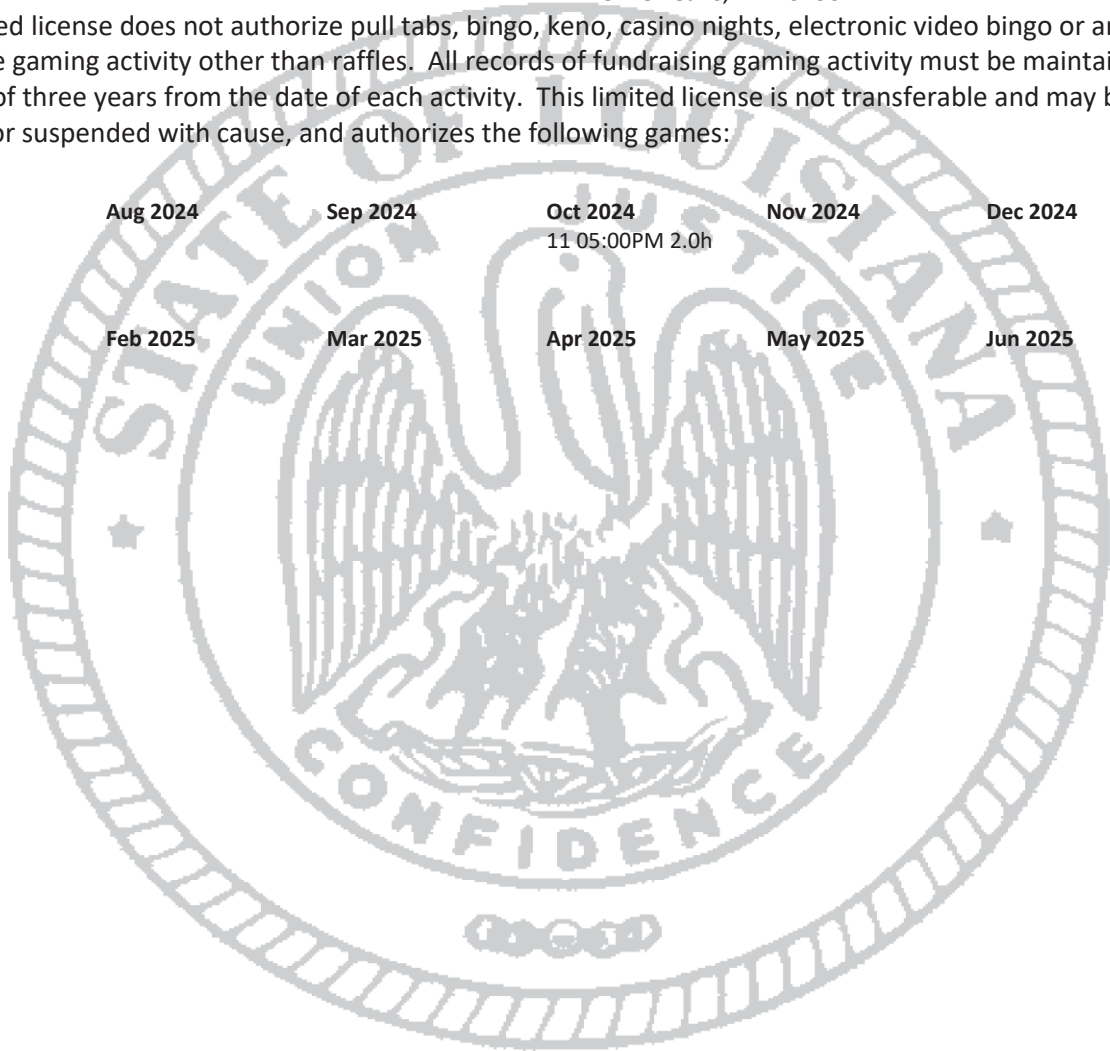 ed license does not authorize pull tabs, bingo, keno, casino nights, electronic video bingo or
e gaming activity other than raffles. All records of fundraising gaming activity must be
of three years from the date of each activity. This limited license is not transferable and may
or suspended with cause, and authorizes the following games:
Aug 2024 Sep 2024 Oct 2024 Nov 2024 Dec 2024
11 05:00PM 2.0h
Feb 2025 Mar 2025 Apr 2025 May 2025 Jun 2025
STATE OF LOUISIANA
UNION JUSTICE
CONFIDENCE